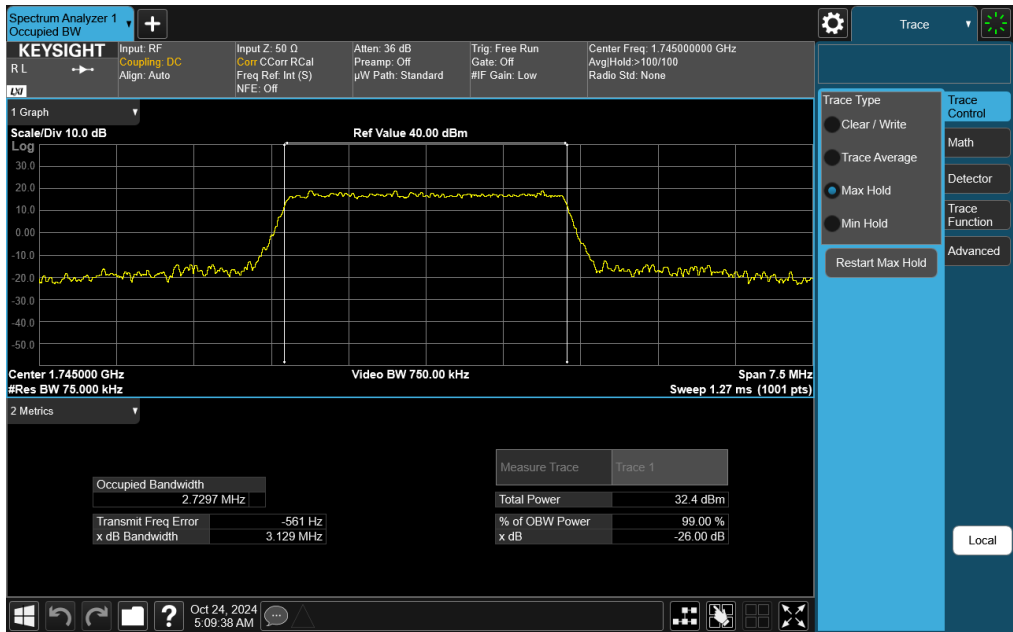 Spectrum Analyzer 1
Occupied BW
+
Trace
KEYSIGHT
R L
LXI
Input: RF
Coupling: DC
Align: Auto
Input Z: 50 Ω
Corr CCorr RCal
Freq Ref: Int (S)
NFE: Off
Atten: 36 dB
Preamp: Off
µW Path: Standard
Trig: Free Run
Gate: Off
#IF Gain: Low
Center Freq: 1.745000000 GHz
Avg|Hold:>100/100
Radio Std: None
1 Graph
Scale/Div 10.0 dB
Ref Value 40.00 dBm
Log
30.0
20.0
10.0
0.00
-10.0
-20.0
-30.0
-40.0
-50.0
Center 1.745000 GHz
Video BW 750.00 kHz
Span 7.5 MHz
#Res BW 75.000 kHz
Sweep 1.27 ms (1001 pts)
2 Metrics
Measure Trace
Trace 1
Occupied Bandwidth
2.7297 MHz
Total Power
32.4 dBm
Transmit Freq Error
-561 Hz
% of OBW Power
99.00 %
x dB Bandwidth
3.129 MHz
x dB
-26.00 dB
Trace Type
Clear / Write
Trace Average
Max Hold
Min Hold
Restart Max Hold
Trace
Control
Math
Detector
Trace
Function
Advanced
Local
?
Oct 24, 2024
5:09:38 AM